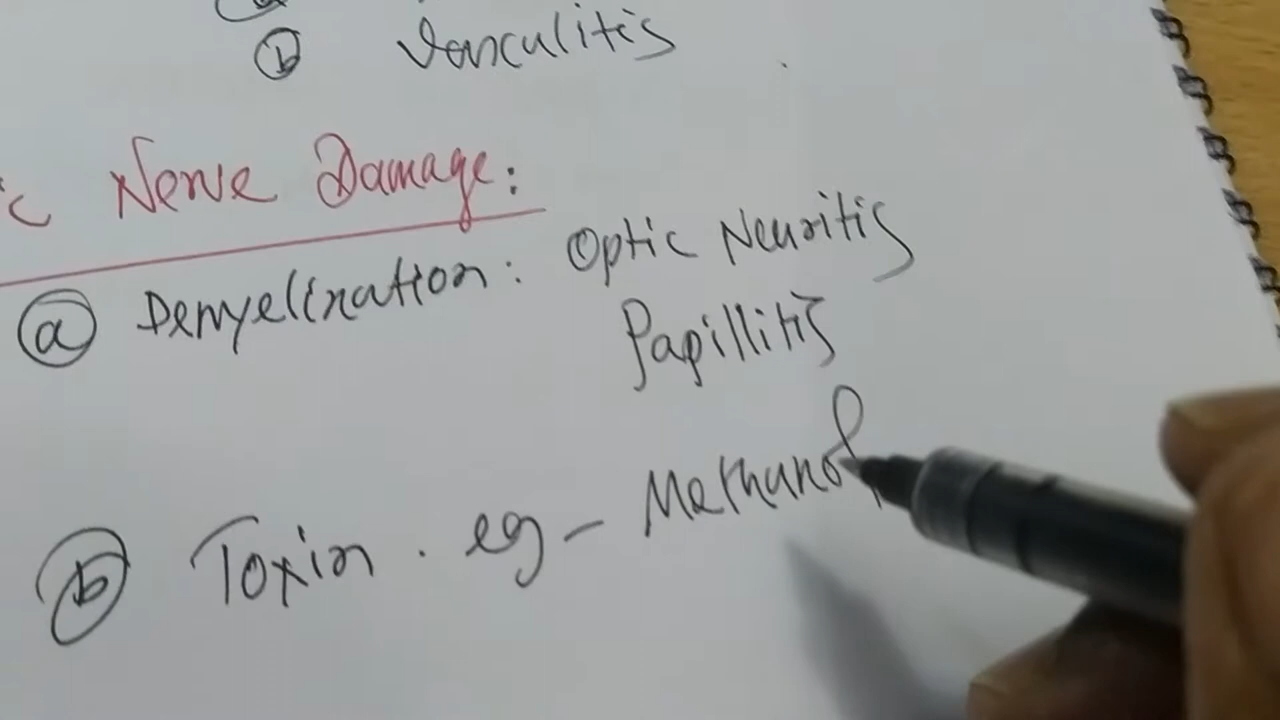 ⓑ Vasculitis
c Nerve Damage:
ⓐ Demyelination: Optic Neuritis
Papillitis
ⓑ Toxin. eg - Methanol